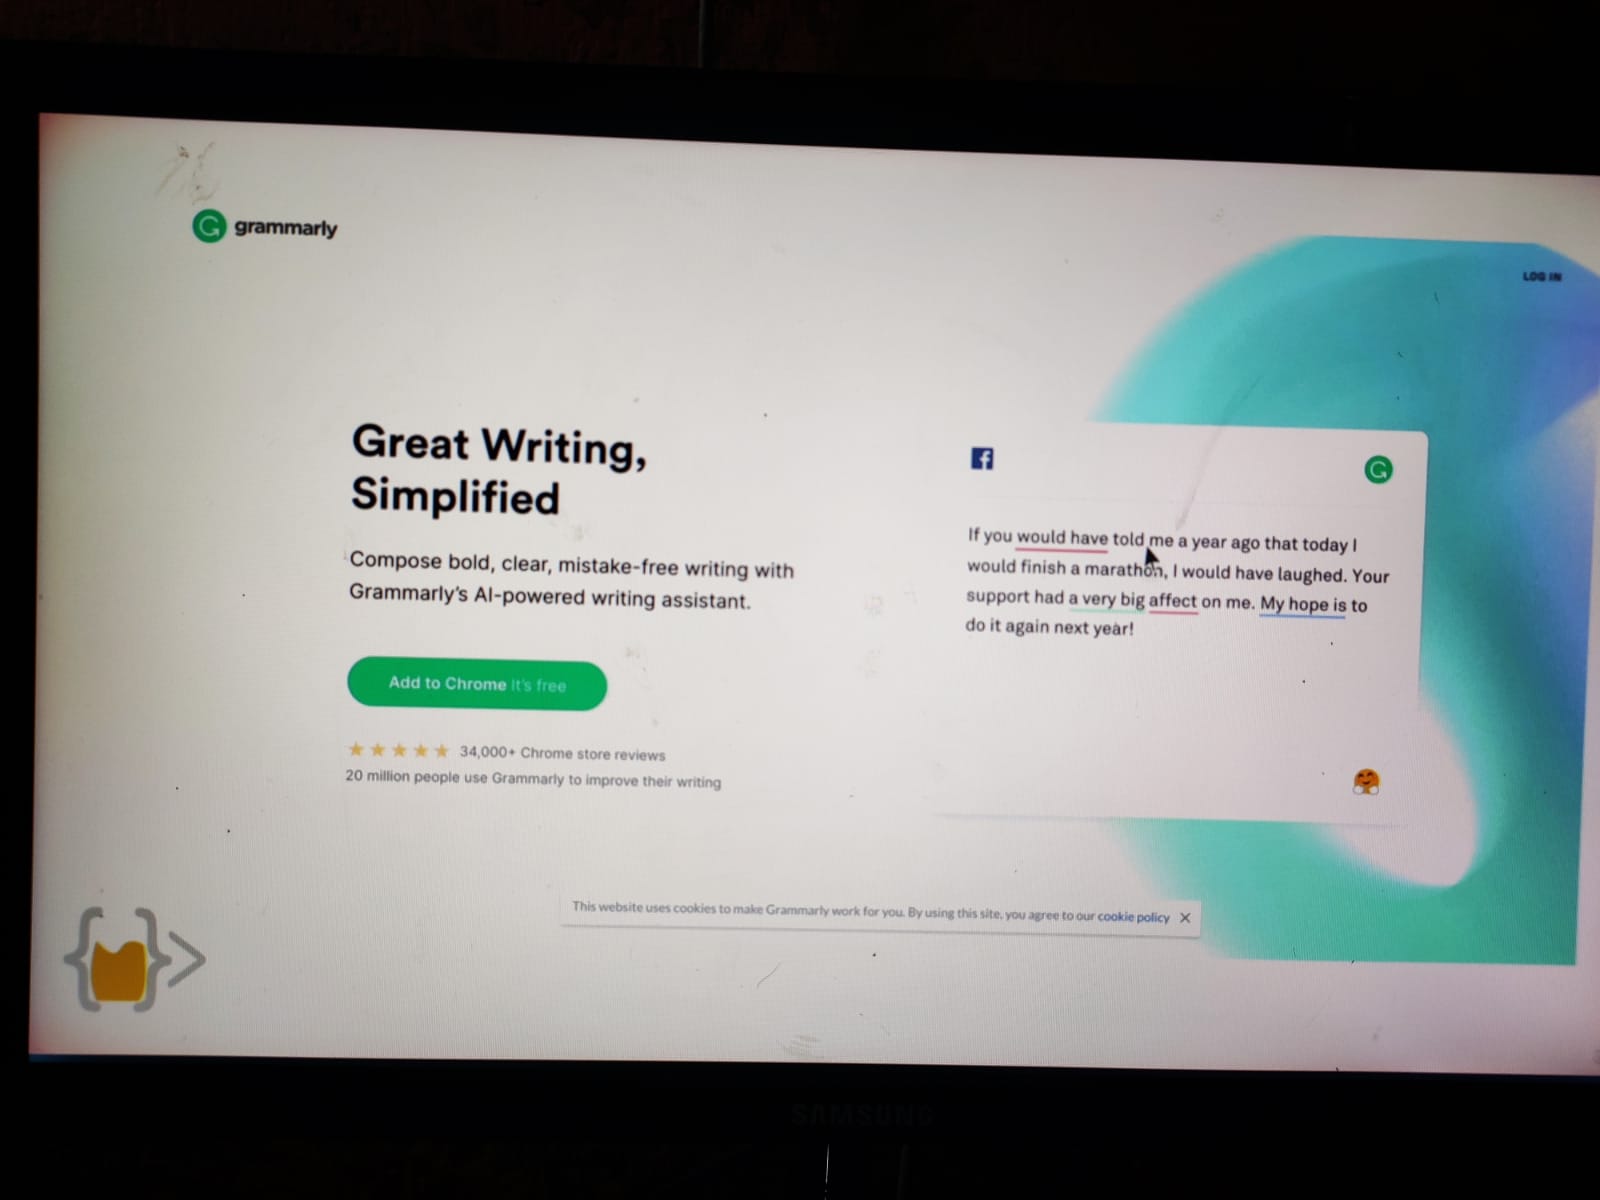 grammarly
LOG IN
Great Writing,
Simplified
Compose bold, clear, mistake-free writing with
Grammarly's AI-powered writing assistant.
Add to Chrome It's free
34,000+ Chrome store reviews
20 million people use Grammarly to improve their writing
If you would have told me a year ago that today I
would finish a marathon, I would have laughed. Your
support had a very big affect on me. My hope is to
do it again next year!
This website uses cookies to make Grammarly work for you. By using this site, you agree to our cookie policy
SAMSUNG